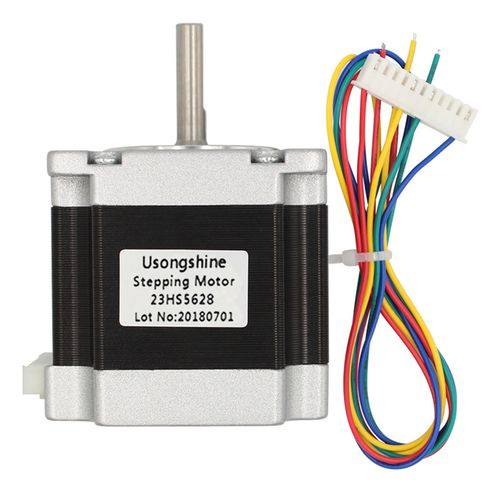 Usongshine
Stepping Motor
23HS5628
Lot No:20180701